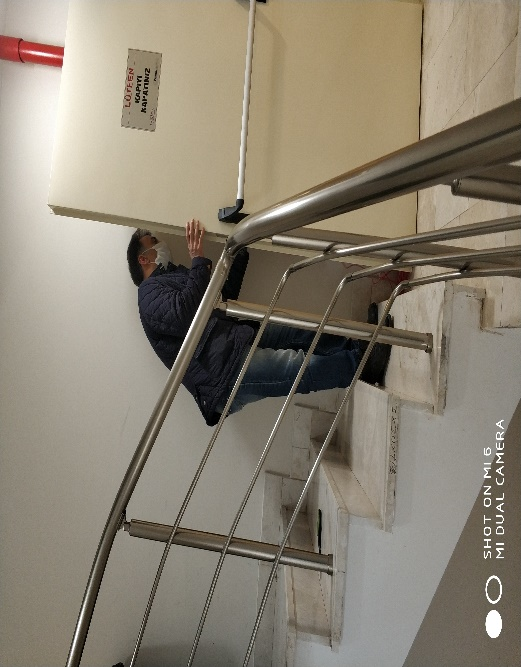 LÜTFEN
KAPIYI
KAPATINIZ
SHOT ON MI 6
MI DUAL CAMERA